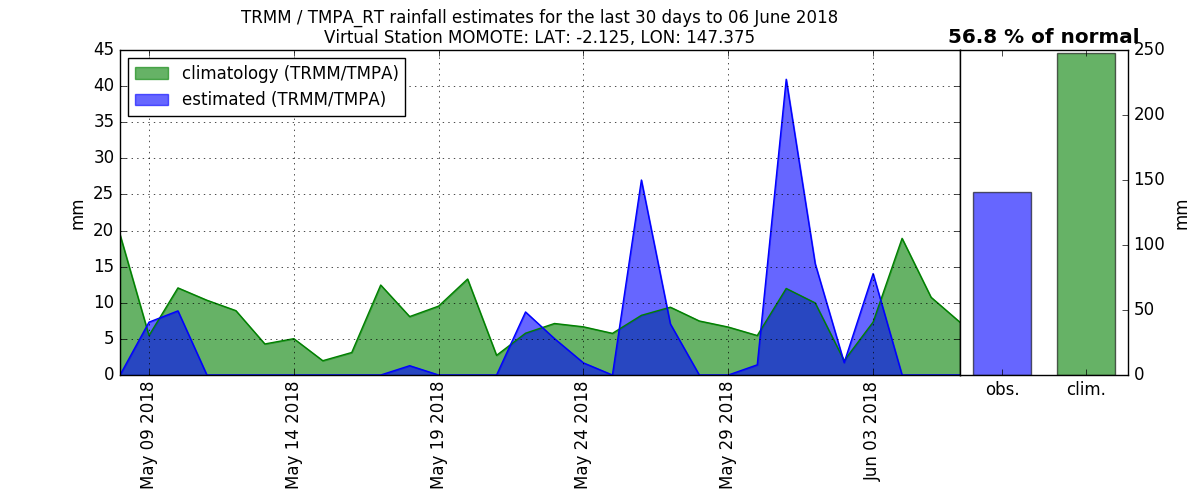 TRMM / TMPA_RT rainfall estimates for the last 30 days to 06 June 2018
Virtual Station MOMOTE: LAT: -2.125, LON: 147.375
56.8 % of normal
climatology (TRMM/TMPA)
estimated (TRMM/TMPA)
45
40
35
30
25
20
15
10
5
0
mm
May 09 2018
May 14 2018
May 19 2018
May 24 2018
May 29 2018
Jun 03 2018
250
200
150
100
50
0
mm
obs.
clim.